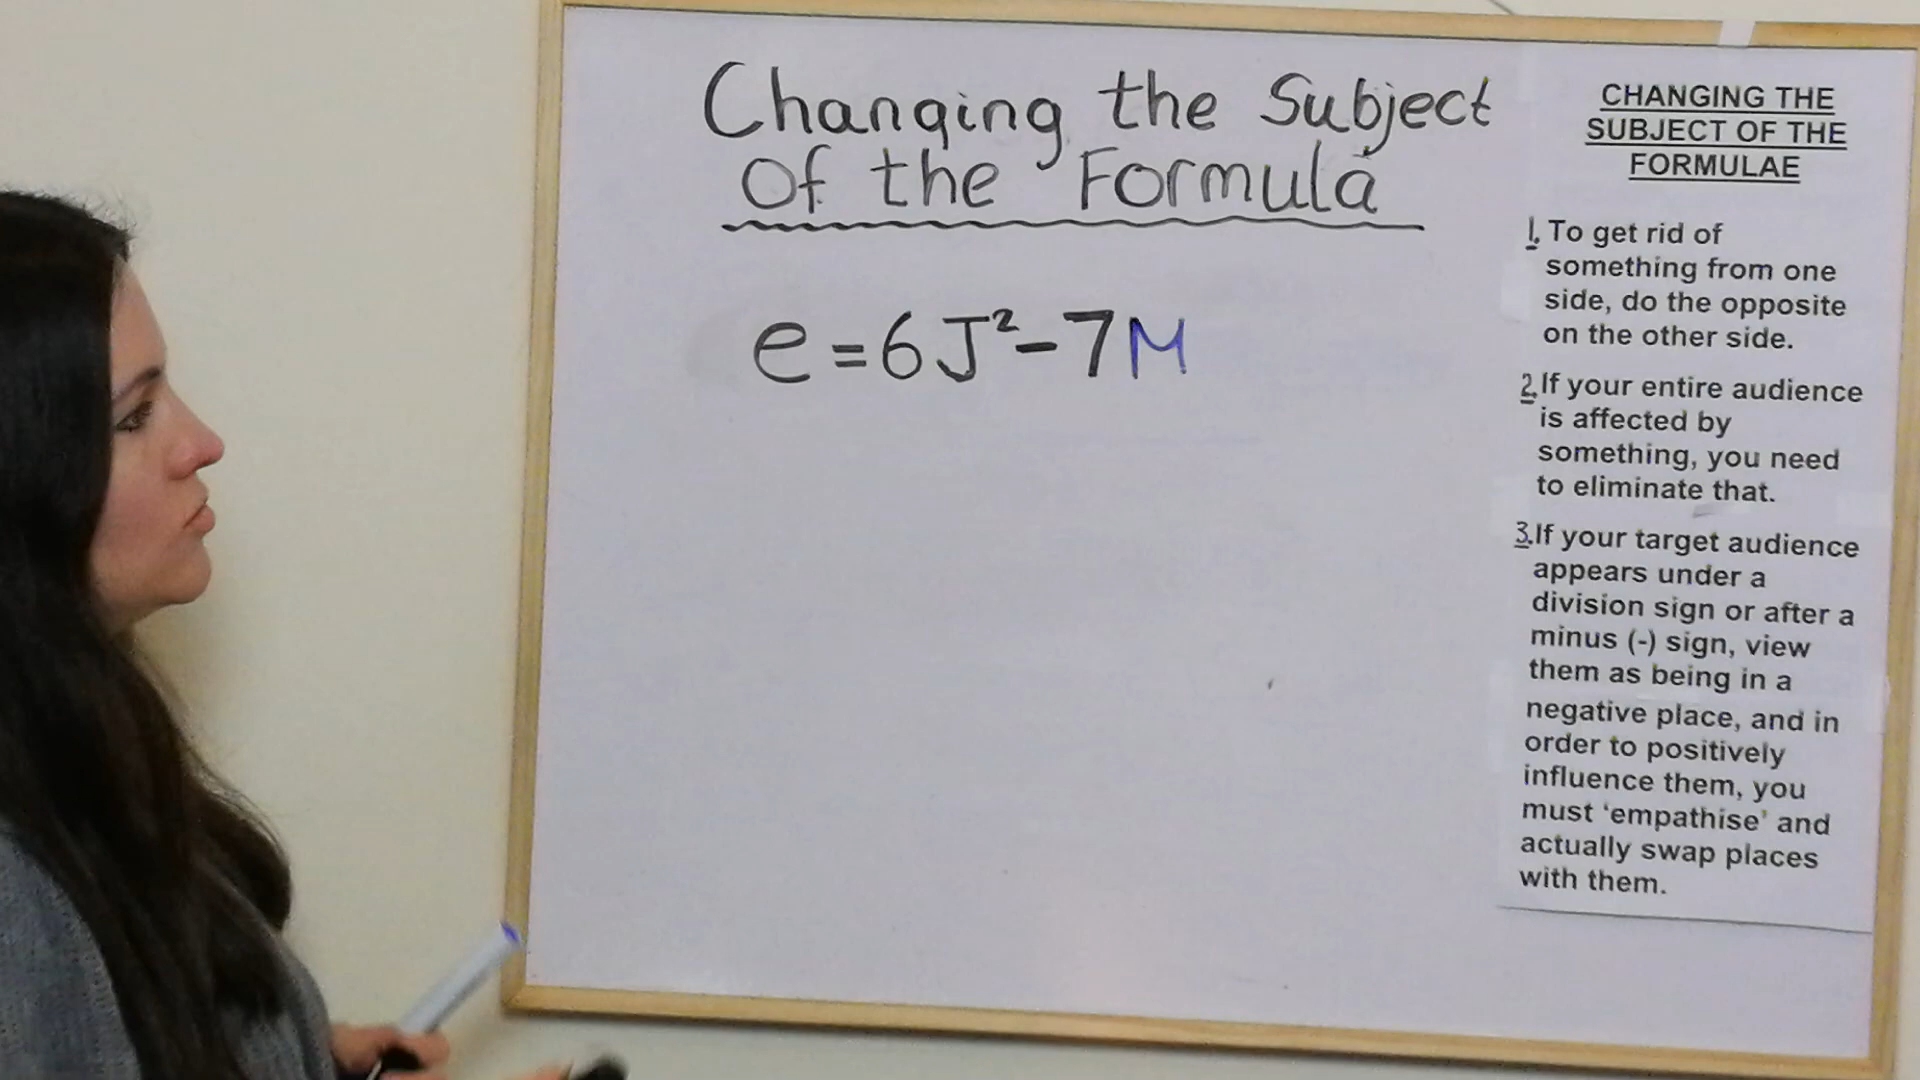 Changing the Subject
Of the Formula
e = 6J² - 7M
CHANGING THE
SUBJECT OF THE
FORMULAE
1. To get rid of
something from one
side, do the opposite
on the other side.
2. If your entire audience
is affected by
something, you need
to eliminate that.
3. If your target audience
appears under a
division sign or after a
minus (-) sign, view
them as being in a
negative place, and in
order to positively
influence them, you
must ‘empathise’ and
actually swap places
with them.